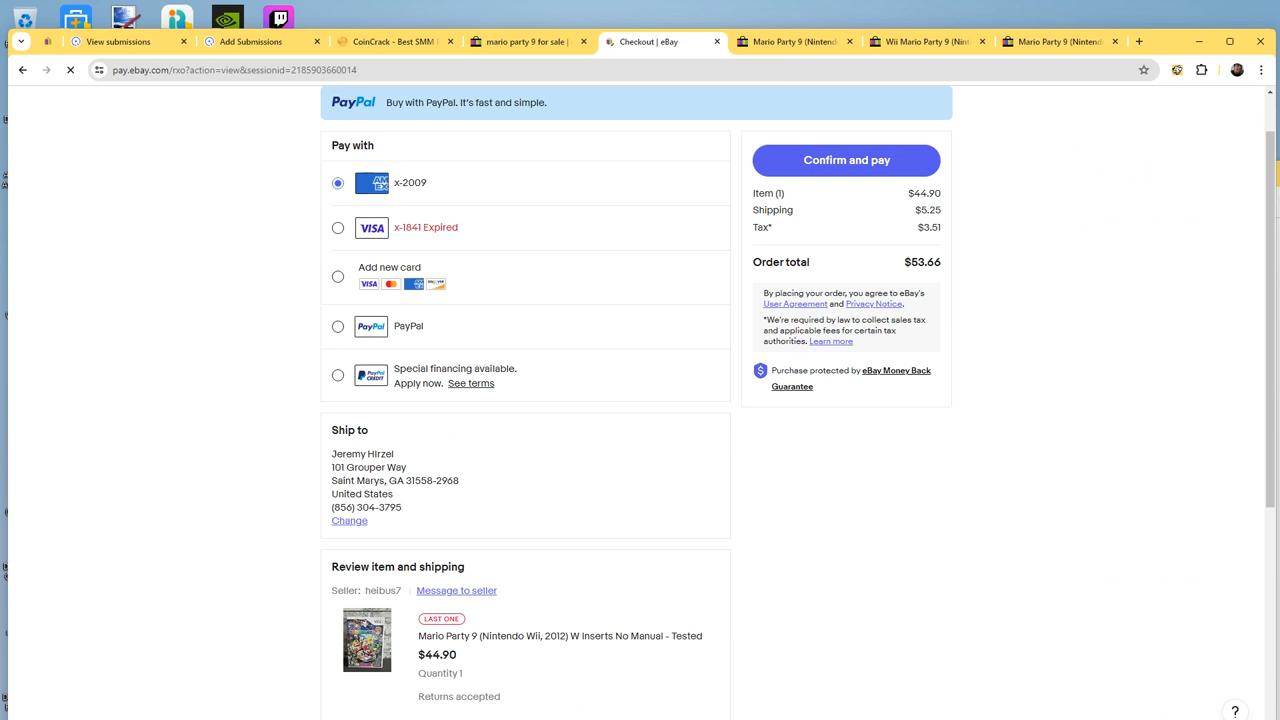 View submissions
Add Submissions
CoinCrack - Best SMM
mario party 9 for sale |
Checkout | eBay
Mario Party 9 (Nintend
Wii Mario Party 9 (Nint
Mario Party 9 (Nintend
pay.ebay.com/rxo?action=view&sessionid=2185903660014
PayPal Buy with PayPal. It's fast and simple.
Pay with
AM EX x-2009
VISA x-1841 Expired
Add new card
VISA
PayPal PayPal
Special financing available.
PayPal CREDIT Apply now. See terms
Ship to
Jeremy Hirzel
101 Grouper Way
Saint Marys, GA 31558-2968
United States
(856) 304-3795
Change
Review item and shipping
Seller: heibus7 Message to seller
LAST ONE
Mario Party 9 (Nintendo Wii, 2012) W Inserts No Manual - Tested
$44.90
Quantity 1
Returns accepted
Confirm and pay
Item (1) $44.90
Shipping $5.25
Tax* $3.51
Order total $53.66
By placing your order, you agree to eBay's
User Agreement and Privacy Notice.
*We're required by law to collect sales tax
and applicable fees for certain tax
authorities. Learn more
$ Purchase protected by eBay Money Back
Guarantee
?